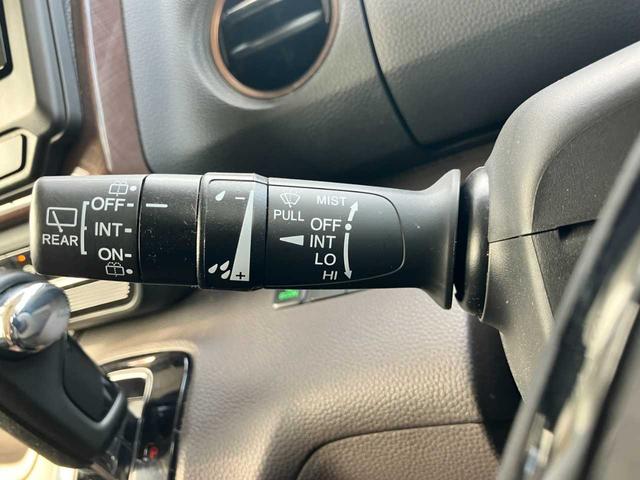 OFF
INT
ON
REAR
- +
PULL
MIST
OFF
INT
LO
HI